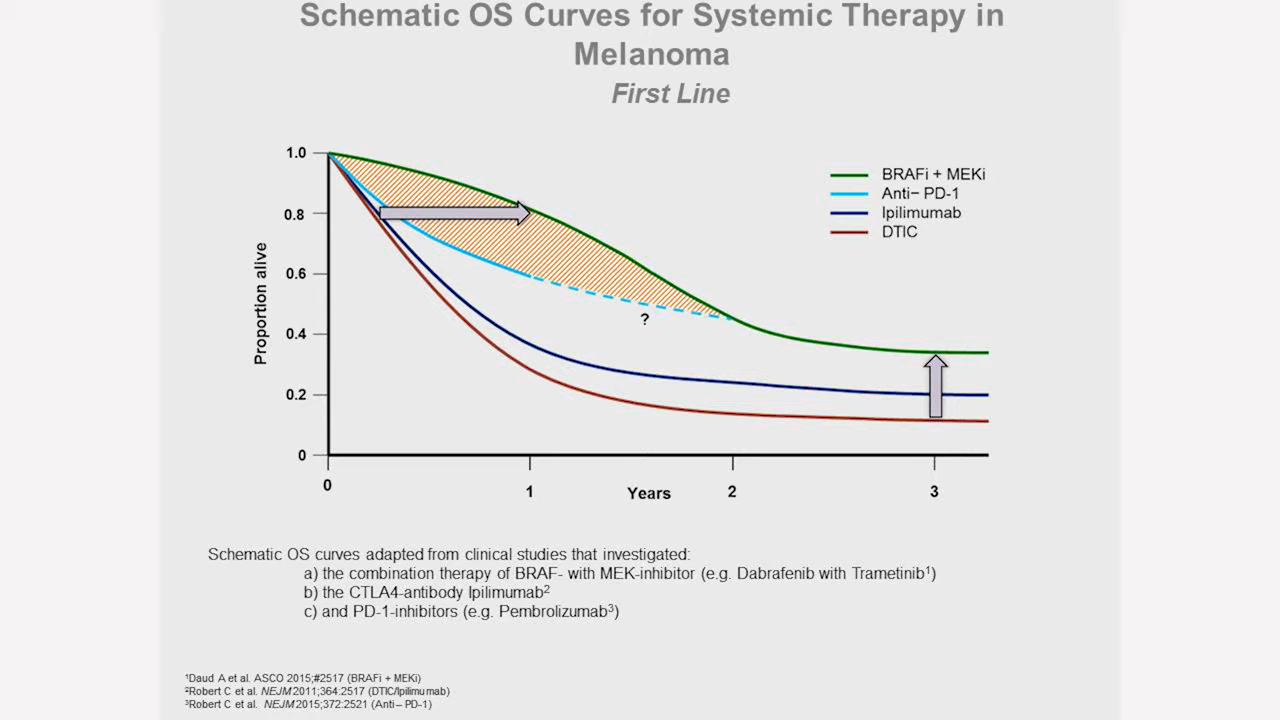 Schematic OS Curves for Systemic Therapy in
Melanoma
First Line
1.0
0.8
0.6
0.4
0.2
0
Proportion alive
BRAFi + MEKi
Anti– PD-1
Ipilimumab
DTIC
?
0
1
Years
2
3
Schematic OS curves adapted from clinical studies that investigated:
a) the combination therapy of BRAF- with MEK-inhibitor (e.g. Dabrafenib with Trametinib¹)
b) the CTLA4-antibody Ipilimumab²
c) and PD-1-inhibitors (e.g. Pembrolizumab³)
¹Daud A et al. ASCO 2015;#2517 (BRAFi + MEKi)
²Robert C et al. NEJM 2011;364:2517 (DTIC/Ipilimumab)
³Robert C et al. NEJM 2015;372:2521 (Anti– PD-1)